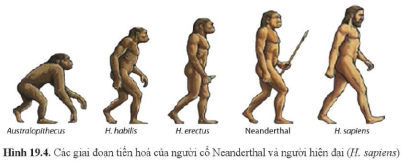 Australopithecus H. habilis H. erectus Neanderthal H. sapiens
Hình 19.4. Các giai đoạn tiến hoá của người cổ Neanderthal và người hiện đại (H. sapiens)